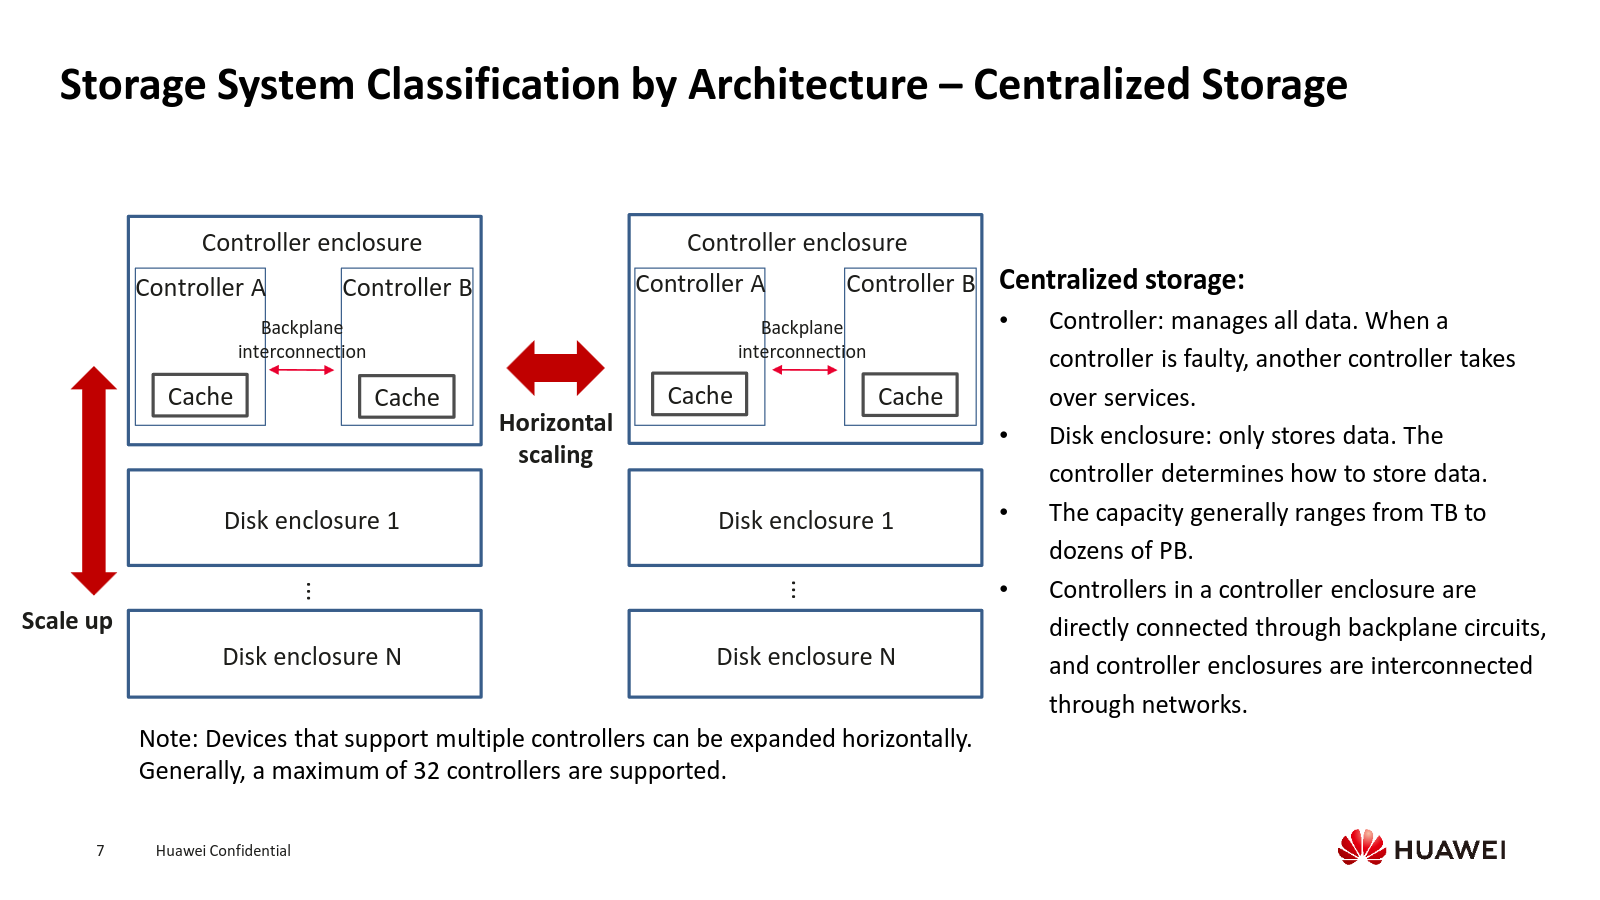 Storage System Classification by Architecture – Centralized Storage
Controller enclosure
Controller A
Controller B
Backplane
interconnection
Cache
Cache
Disk enclosure 1
...
Disk enclosure N
Scale up
Horizontal
scaling
Controller enclosure
Controller A
Controller B
Backplane
interconnection
Cache
Cache
Disk enclosure 1
...
Disk enclosure N
Centralized storage:
• Controller: manages all data. When a
controller is faulty, another controller takes
over services.
• Disk enclosure: only stores data. The
controller determines how to store data.
• The capacity generally ranges from TB to
dozens of PB.
• Controllers in a controller enclosure are
directly connected through backplane circuits,
and controller enclosures are interconnected
through networks.
Note: Devices that support multiple controllers can be expanded horizontally.
Generally, a maximum of 32 controllers are supported.
7 Huawei Confidential
HUAWEI